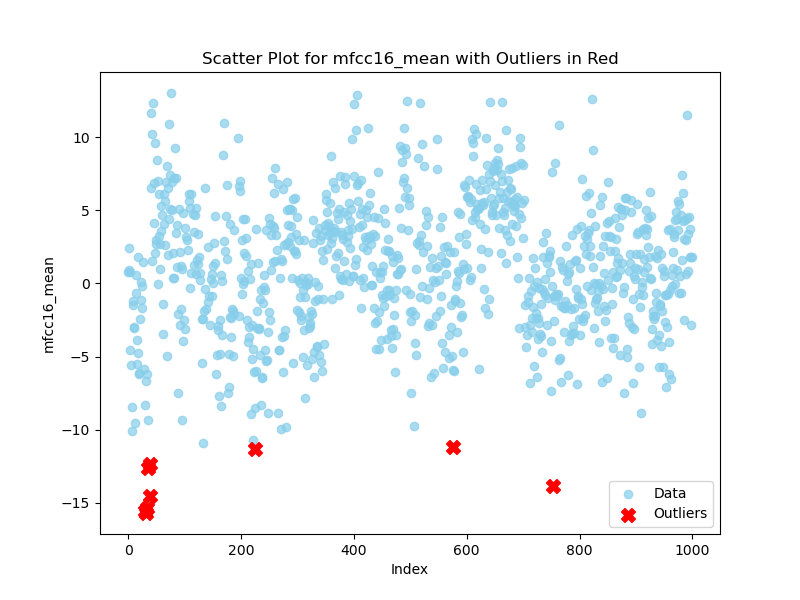 Scatter Plot for mfcc16_mean with Outliers in Red
mfcc16_mean
10
5
0
−5
−10
−15
0
200
400
600
800
1000
Index
Data
Outliers